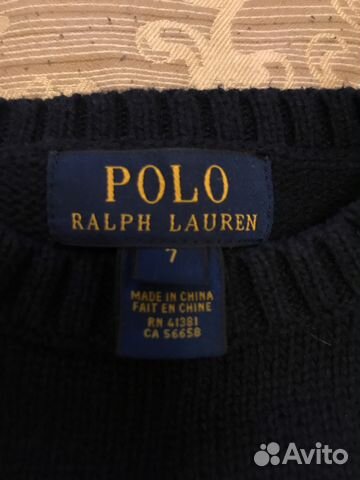 POLO
RALPH LAUREN
7
MADE IN CHINA
FAIT EN CHINE
RN 41381
CA 56658
Avito